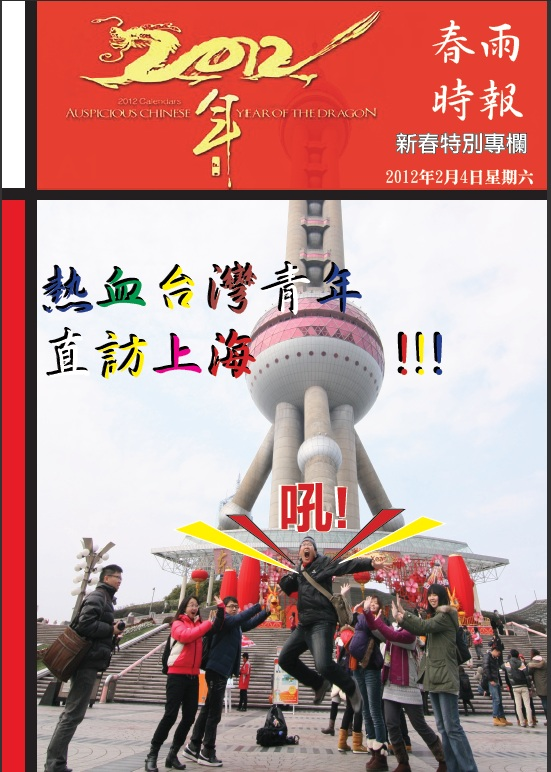 2012
年
2012 Calendars
AUSPICIOUS CHINESE YEAR OF THE DRAGON
春雨
時報
新春特別專欄
2012年2月4日星期六
熱血台灣青年
直訪上海!!!
吼!